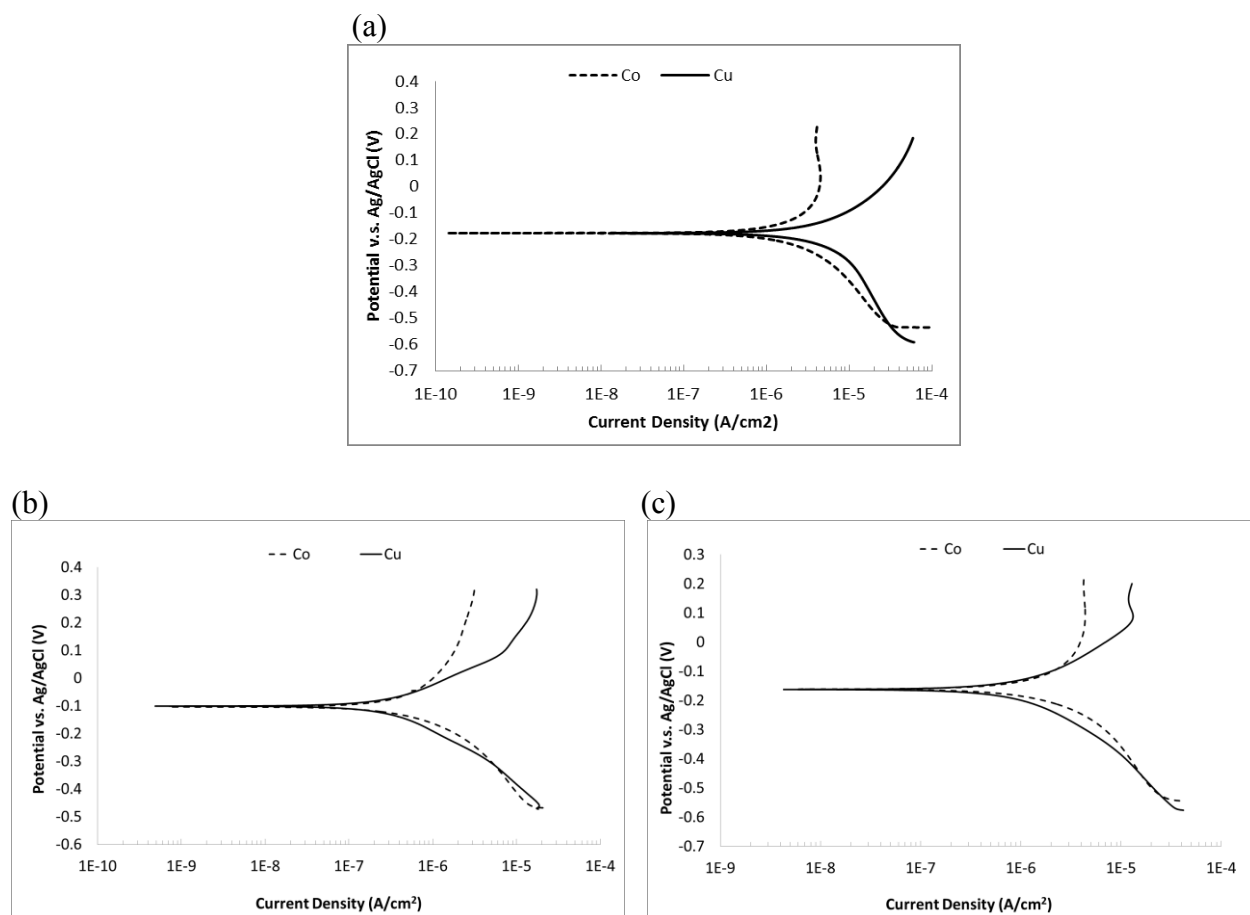 (a)
Co Cu
0.4
0.3
0.2
0.1
0
-0.1
-0.2
-0.3
-0.4
-0.5
-0.6
-0.7
Potential v.s. Ag/AgCl (V)
1E-10 1E-9 1E-8 1E-7 1E-6 1E-5 1E-4
Current Density (A/cm2)
(b)
Co Cu
0.4
0.3
0.2
0.1
0
-0.1
-0.2
-0.3
-0.4
-0.5
-0.6
Potential vs. Ag/AgCl (V)
1E-10 1E-9 1E-8 1E-7 1E-6 1E-5 1E-4
Current Density (A/cm²)
(c)
Co Cu
0.3
0.2
0.1
0
-0.1
-0.2
-0.3
-0.4
-0.5
-0.6
-0.7
Potential v.s. Ag/AgCl (V)
1E-9 1E-8 1E-7 1E-6 1E-5 1E-4
Current Density (A/cm²)